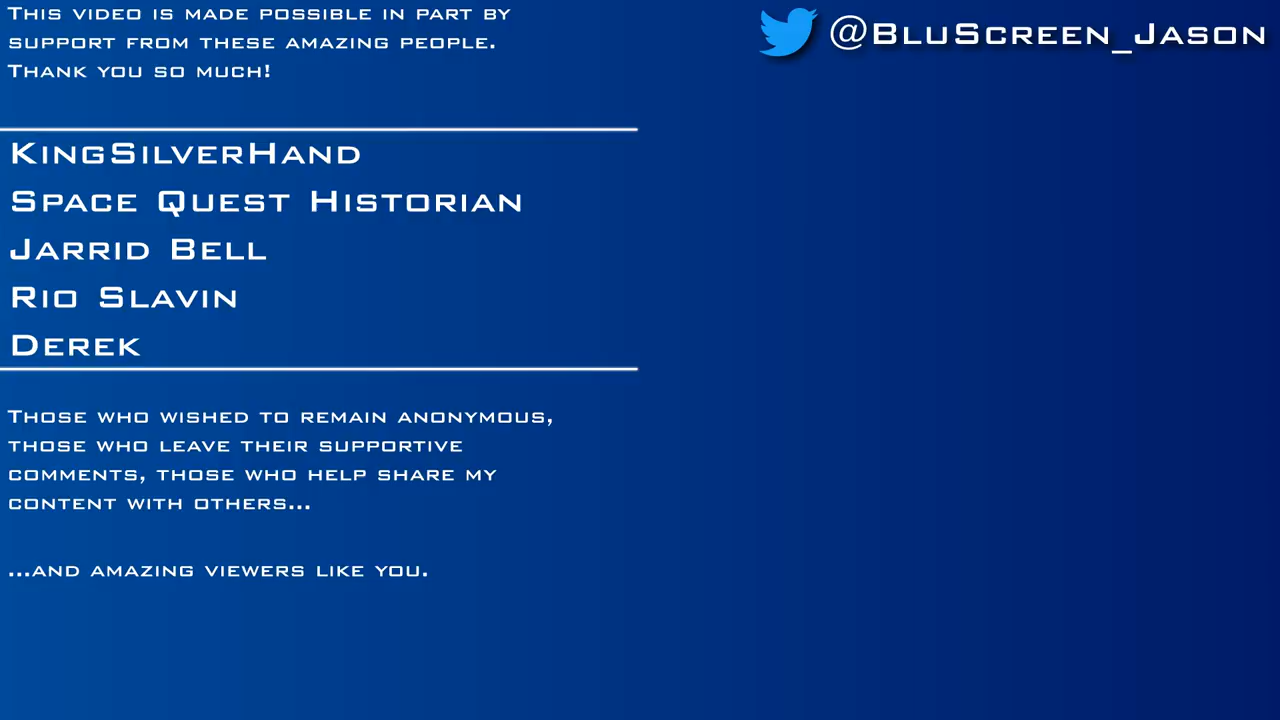 This video is made possible in part by
support from these amazing people.
Thank you so much!
@BluScreen_Jason
KingSilverHand
Space Quest Historian
Jarrid Bell
Rio Slavin
Derek
Those who wished to remain anonymous,
those who leave their supportive
comments, those who help share my
content with others...
...and amazing viewers like you.